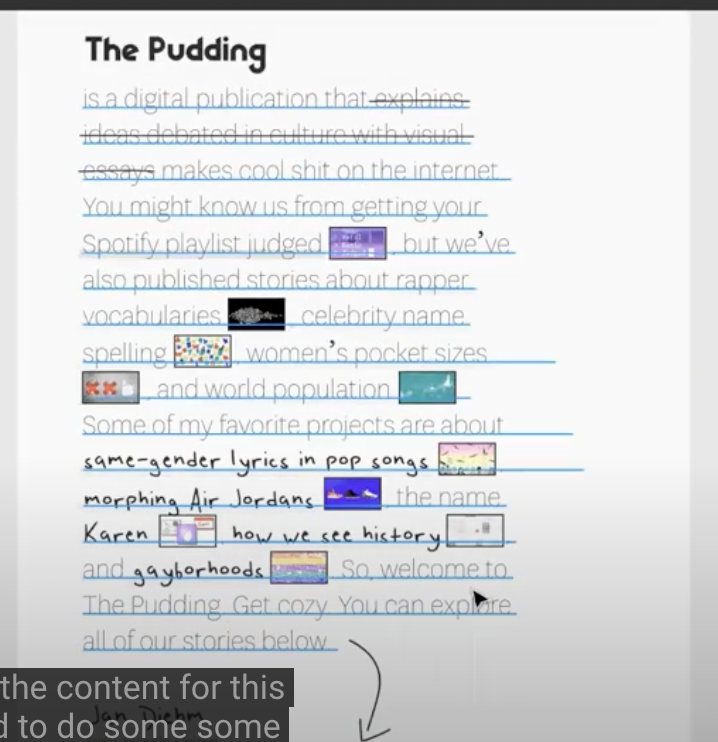 The Pudding
is a digital publication that explains
ideas debated in culture with visual
essays makes cool shit on the internet
You might know us from getting your
Spotify playlist judged , but we’ve
also published stories about rapper
vocabularies celebrity name
spelling , women’s pocket sizes
, and world population
Some of my favorite projects are about
same-gender lyrics in pop songs
morphing Air Jordans , the name
Karen how we see history
and gayborhoods . So, welcome to
The Pudding. Get cozy. You can explore
all of our stories below.
the content for this
Jan Diehm
d to do some some